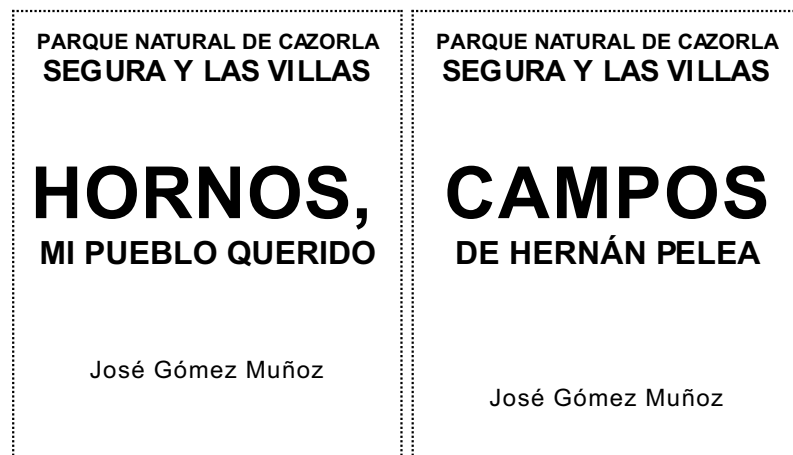 PARQUE NATURAL DE CAZORLA
SEGURA Y LAS VILLAS
HORNOS,
MI PUEBLO QUERIDO
José Gómez Muñoz
PARQUE NATURAL DE CAZORLA
SEGURA Y LAS VILLAS
CAMPOS
DE HERNÁN PELEA
José Gómez Muñoz